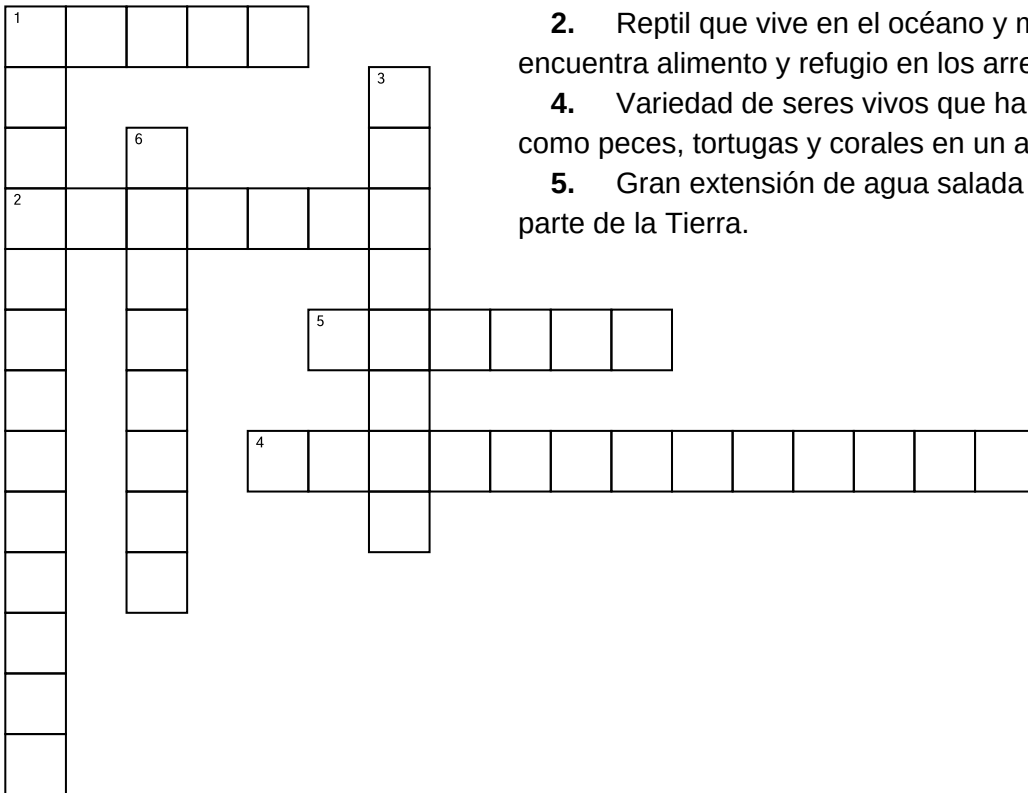 1
3
6
2
5
4
2. Reptil que vive en el océano y
encuentra alimento y refugio en los
4. Variedad de seres vivos que
como peces, tortugas y corales en un
5. Gran extensión de agua salada
parte de la Tierra.